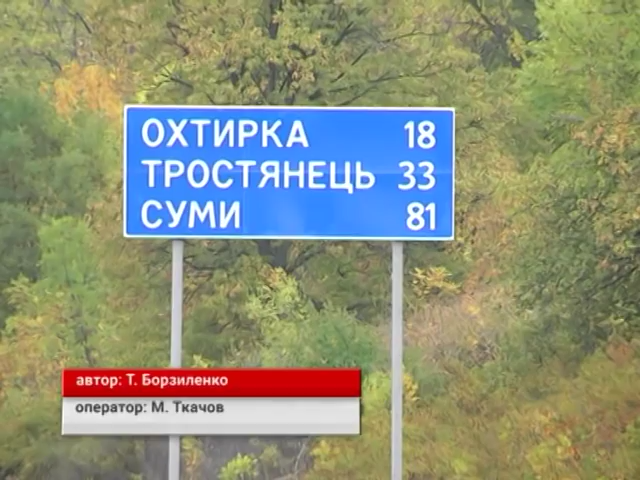 ОХТИРКА 18
ТРОСТЯНЕЦЬ 33
СУМИ 81
автор: Т. Борзиленко
оператор: М. Ткачов